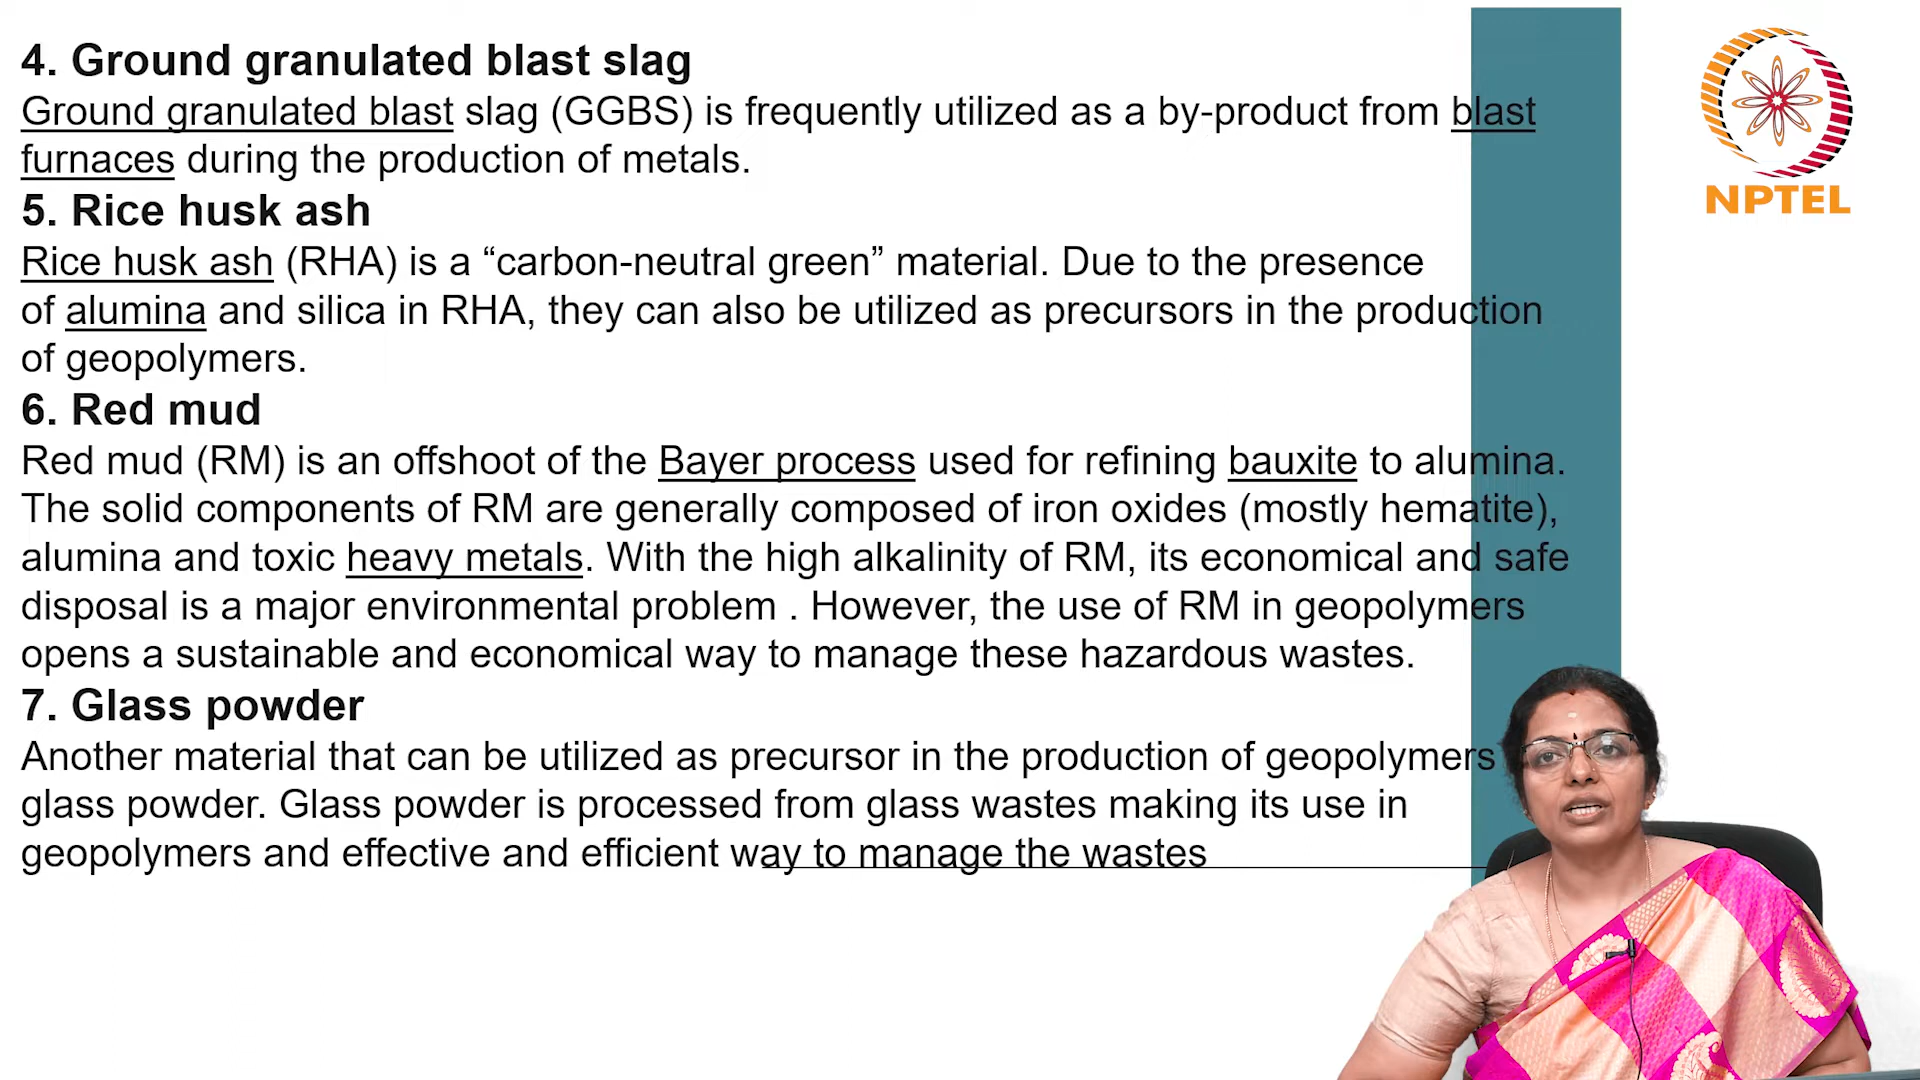 4. Ground granulated blast slag
Ground granulated blast slag (GGBS) is frequently utilized as a by-product from blast
furnaces during the production of metals.
5. Rice husk ash
Rice husk ash (RHA) is a “carbon-neutral green” material. Due to the presence
of alumina and silica in RHA, they can also be utilized as precursors in the production
of geopolymers.
6. Red mud
Red mud (RM) is an offshoot of the Bayer process used for refining bauxite to alumina.
The solid components of RM are generally composed of iron oxides (mostly hematite),
alumina and toxic heavy metals. With the high alkalinity of RM, its economical and safe
disposal is a major environmental problem . However, the use of RM in geopolymers
opens a sustainable and economical way to manage these hazardous wastes.
7. Glass powder
Another material that can be utilized as precursor in the production of geopolymers
glass powder. Glass powder is processed from glass wastes making its use in
geopolymers and effective and efficient way to manage the wastes
NPTEL